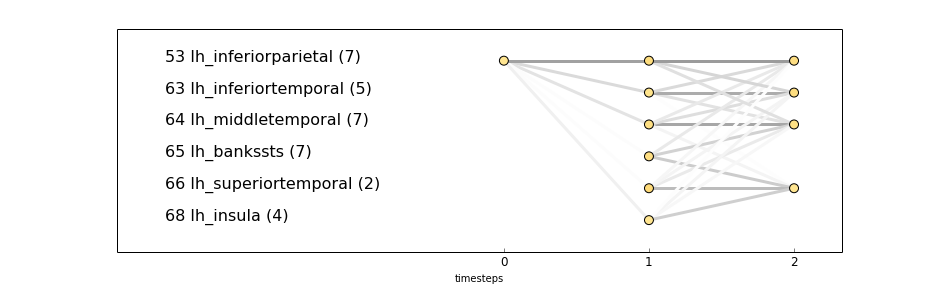 53 lh_inferiorparietal (7)
63 lh_inferiortemporal (5)
64 lh_middletemporal (7)
65 lh_bankssts (7)
66 lh_superiortemporal (2)
68 lh_insula (4)
0 1 2
timesteps